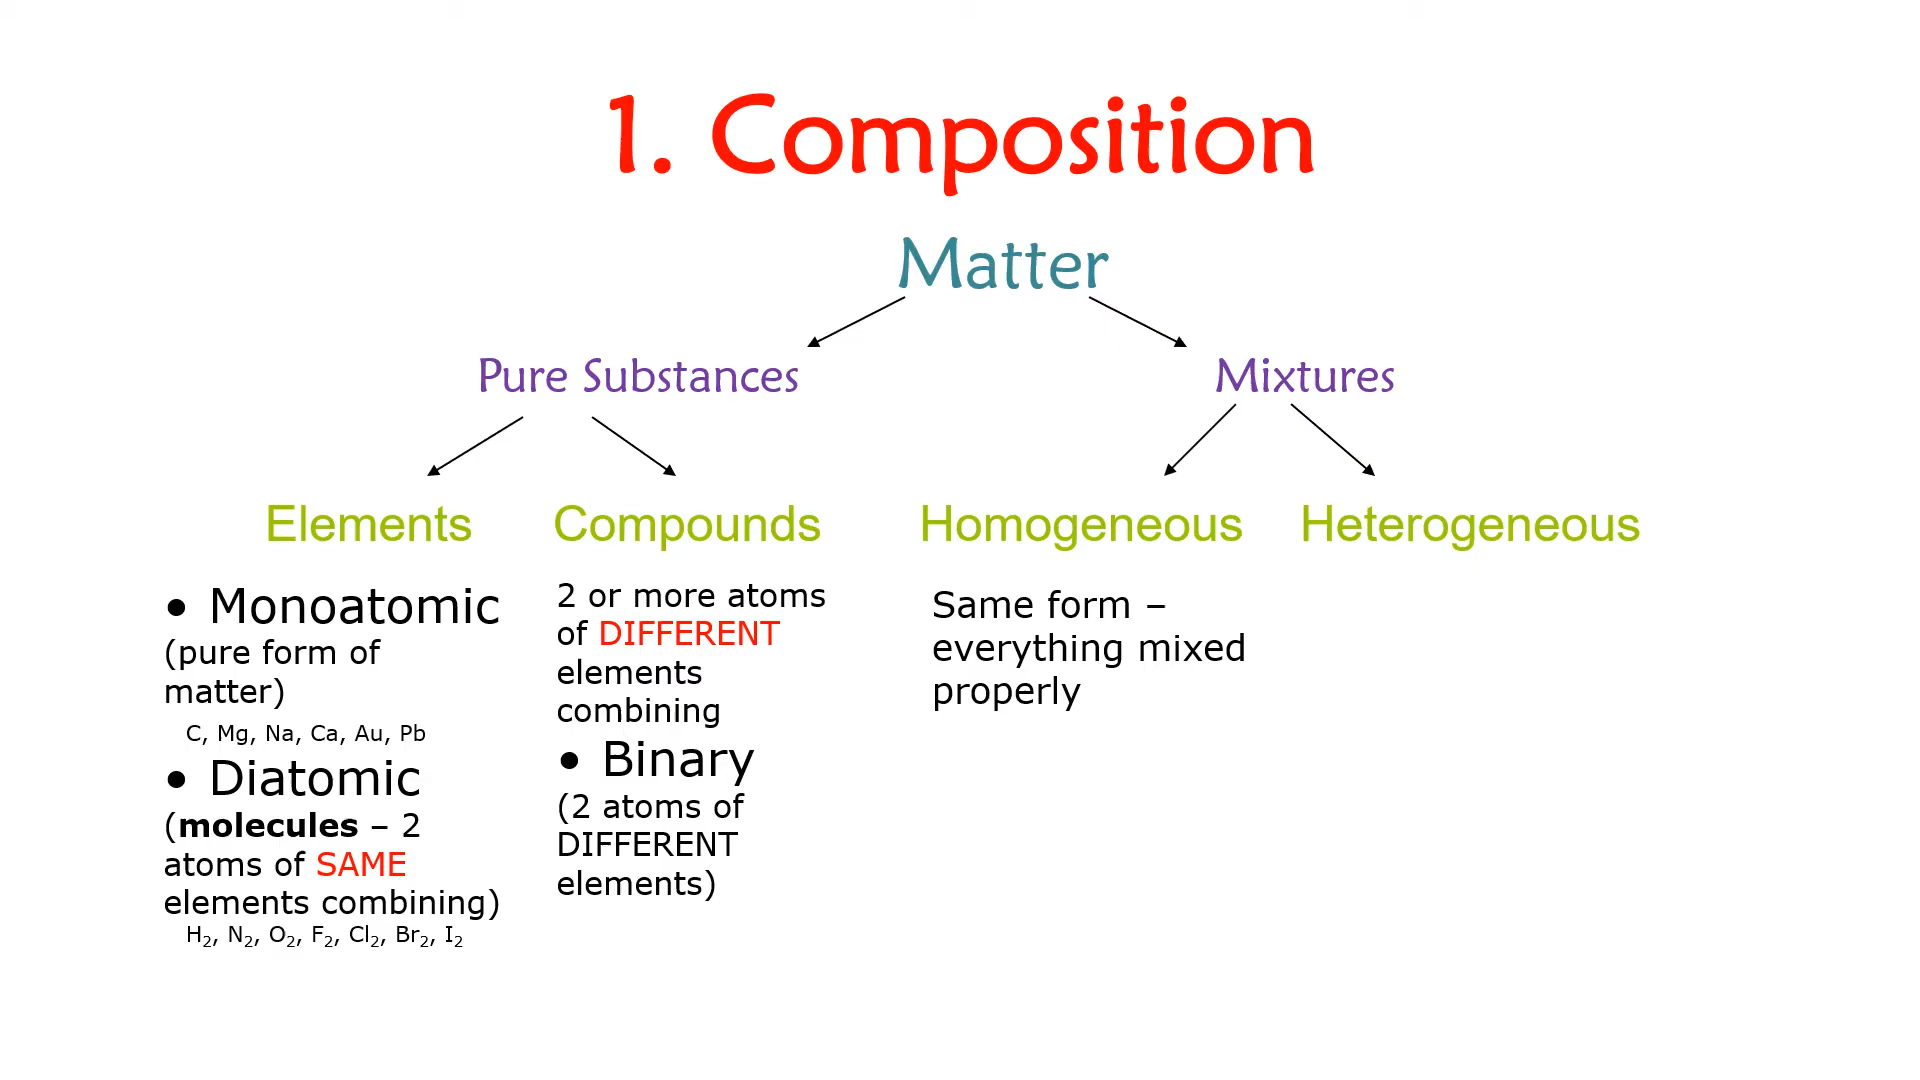 1. Composition
Matter
Pure Substances
Mixtures
Elements
Compounds
Homogeneous
Heterogeneous
• Monoatomic
(pure form of
matter)
C, Mg, Na, Ca, Au, Pb
• Diatomic
(molecules – 2
atoms of SAME
elements combining)
H₂, N₂, O₂, F₂, Cl₂, Br₂, I₂
2 or more atoms
of DIFFERENT
elements
combining
• Binary
(2 atoms of
DIFFERENT
elements)
Same form –
everything mixed
properly